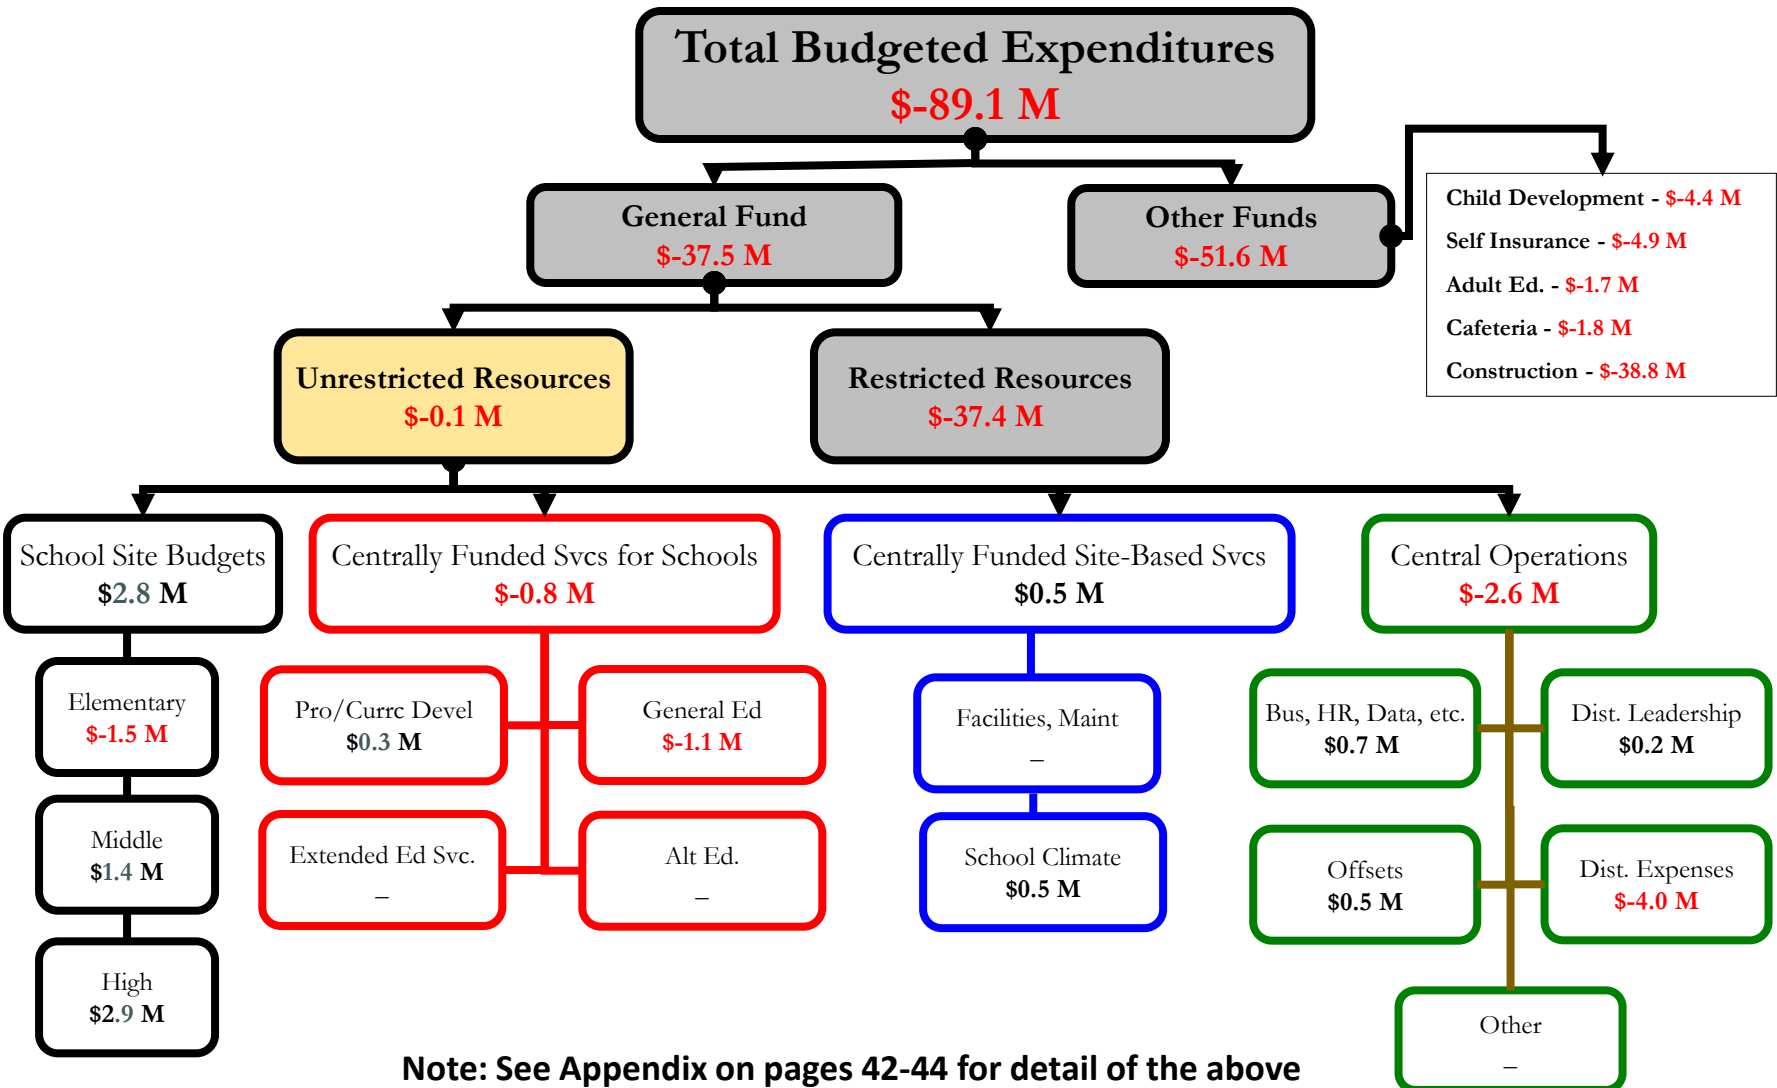 Total Budgeted Expenditures
$-89.1 M
General Fund
$-37.5 M
Other Funds
$-51.6 M
Child Development - $-4.4 M
Self Insurance - $-4.9 M
Adult Ed. - $-1.7 M
Cafeteria - $-1.8 M
Construction - $-38.8 M
Unrestricted Resources
$-0.1 M
Restricted Resources
$-37.4 M
School Site Budgets
$2.8 M
Centrally Funded Svcs for Schools
$-0.8 M
Centrally Funded Site-Based Svcs
$0.5 M
Central Operations
$-2.6 M
Elementary
$-1.5 M
Middle
$1.4 M
High
$2.9 M
Pro/Currc Devel
$0.3 M
General Ed
$-1.1 M
Extended Ed Svc.
–
Alt Ed.
–
Facilities, Maint
–
School Climate
$0.5 M
Bus, HR, Data, etc.
$0.7 M
Dist. Leadership
$0.2 M
Offsets
$0.5 M
Dist. Expenses
$-4.0 M
Other
–
Note: See Appendix on pages 42-44 for detail of the above